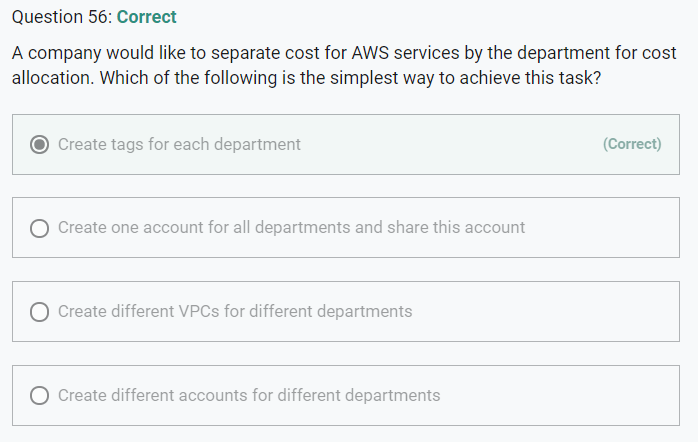 Question 56: Correct
A company would like to separate cost for AWS services by the department for cost
allocation. Which of the following is the simplest way to achieve this task?
Create tags for each department (Correct)
Create one account for all departments and share this account
Create different VPCs for different departments
Create different accounts for different departments